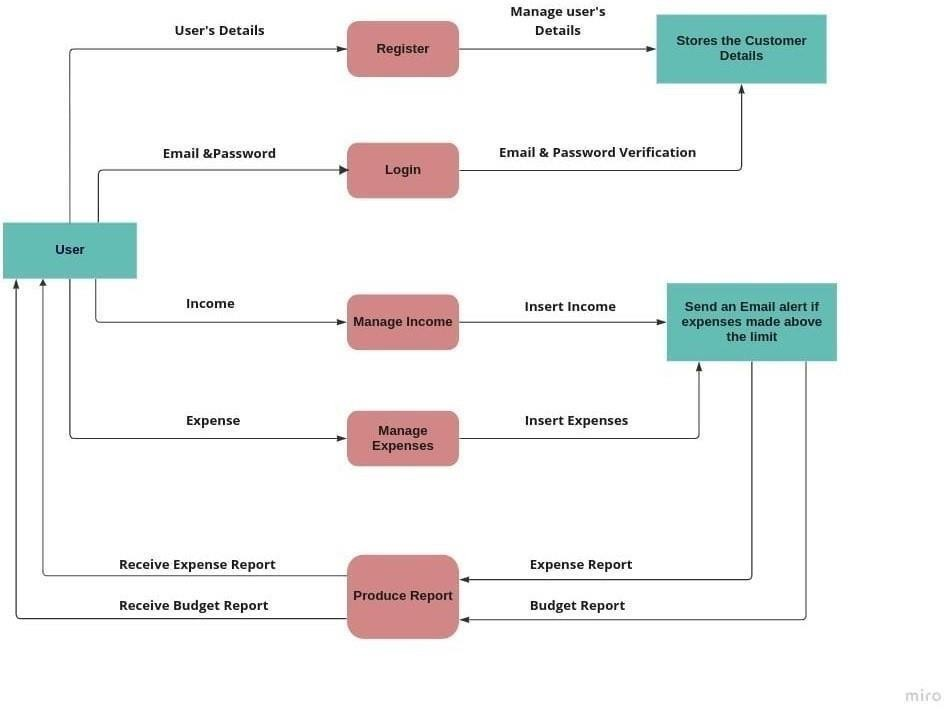 User's Details
Manage user's
Details
Register
Stores the Customer
Details
Email &Password
Login
Email & Password Verification
User
Income
Manage Income
Insert Income
Send an Email alert if
expenses made above
the limit
Expense
Manage
Expenses
Insert Expenses
Receive Expense Report
Expense Report
Produce Report
Receive Budget Report
Budget Report
miro